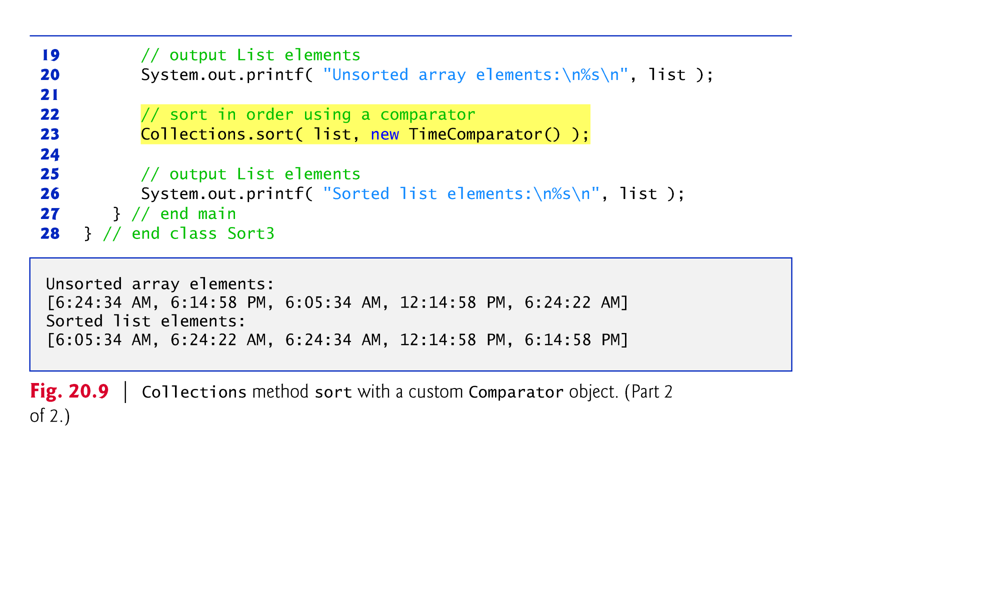 19 // output List elements
20 System.out.printf( "Unsorted array elements:\n%s\n", list );
21
22 // sort in order using a comparator
23 Collections.sort( list, new TimeComparator() );
24
25 // output List elements
26 System.out.printf( "Sorted list elements:\n%s\n", list );
27 } // end main
28 } // end class Sort3
Unsorted array elements:
[6:24:34 AM, 6:14:58 PM, 6:05:34 AM, 12:14:58 PM, 6:24:22 AM]
Sorted list elements:
[6:05:34 AM, 6:24:22 AM, 6:24:34 AM, 12:14:58 PM, 6:14:58 PM]
Fig. 20.9 | Collections method sort with a custom Comparator object. (Part 2
of 2.)